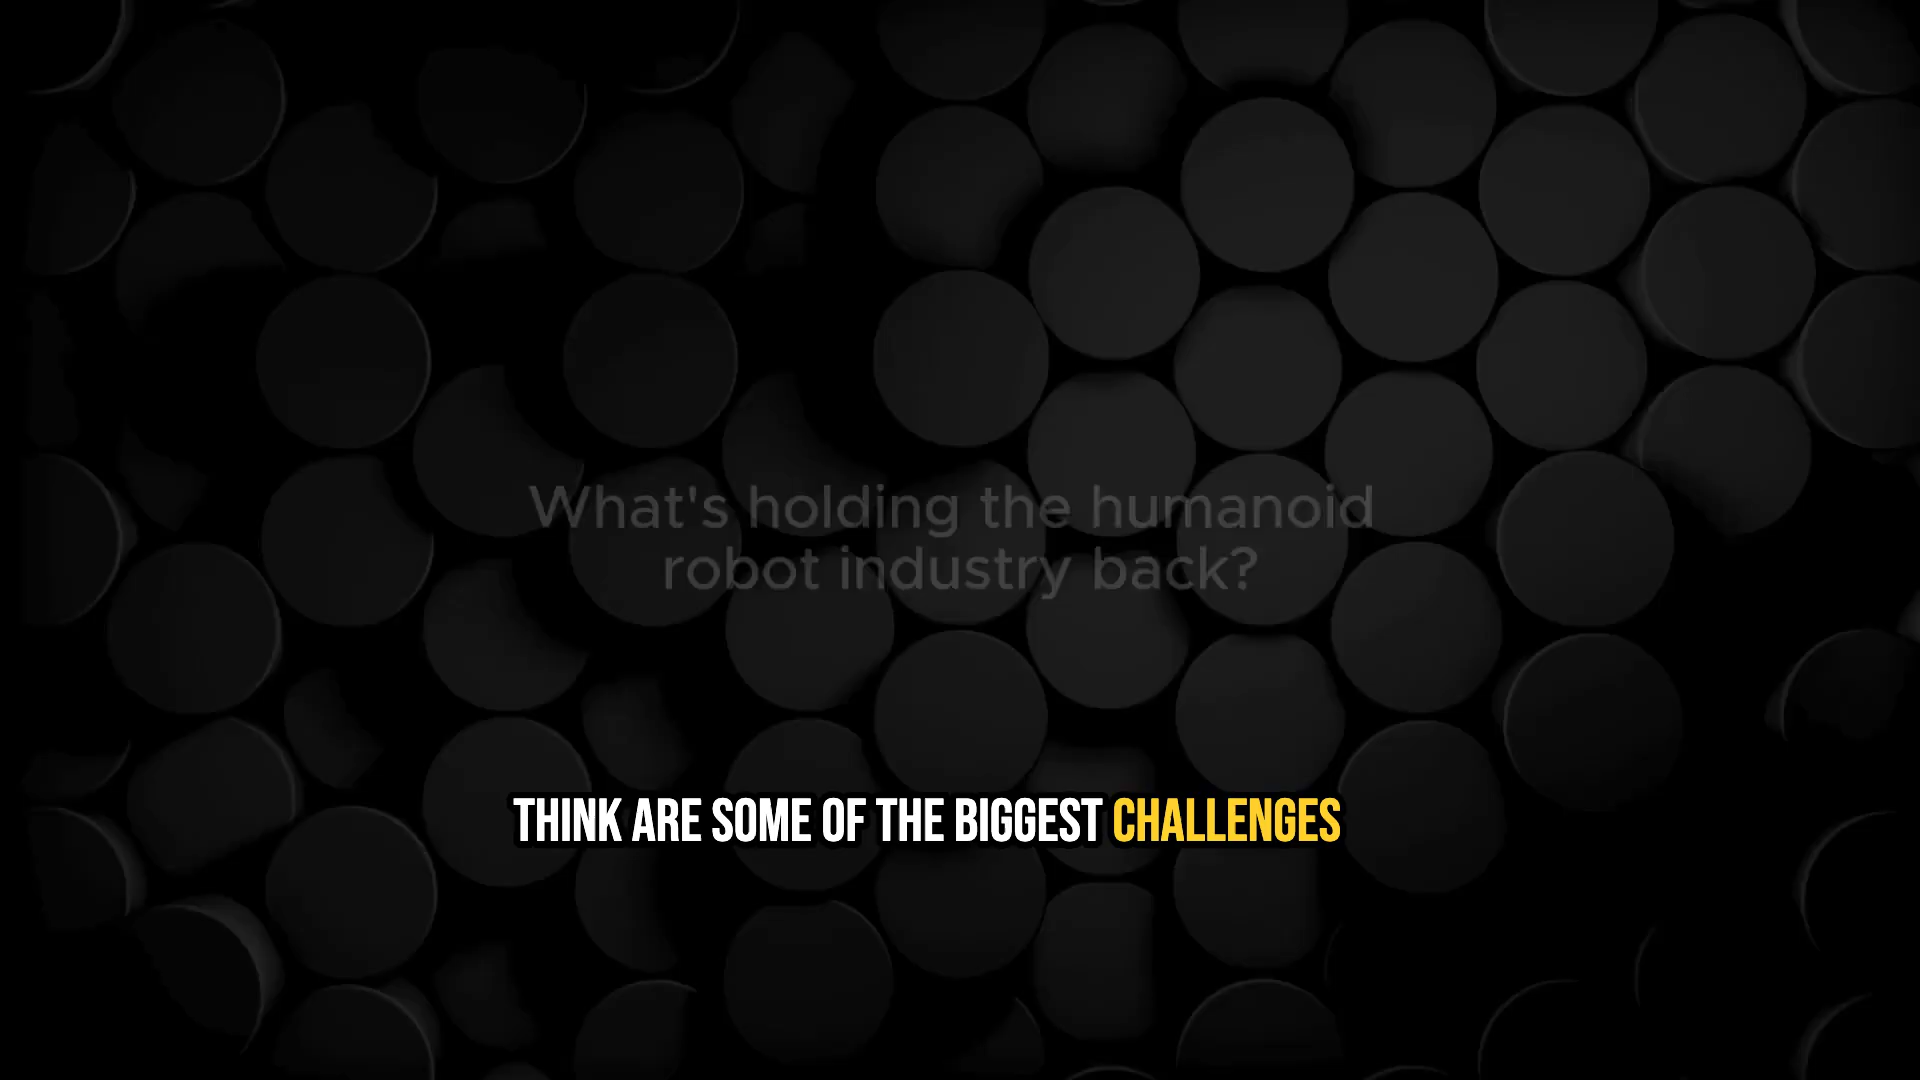 What's holding the humanoid
robot industry back?
THINK ARE SOME OF THE BIGGEST CHALLENGES